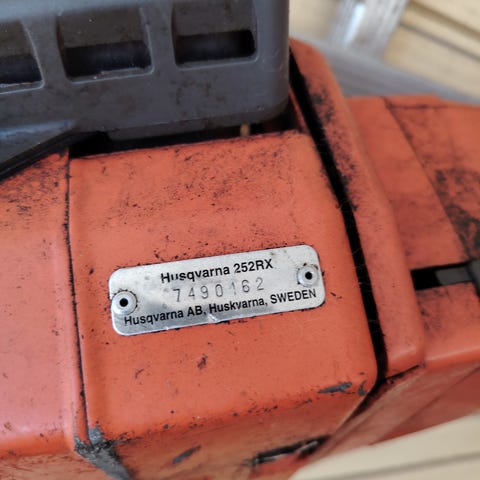 Husqvarna 252RX
7490162
Husqvarna AB, Huskvarna, SWEDEN